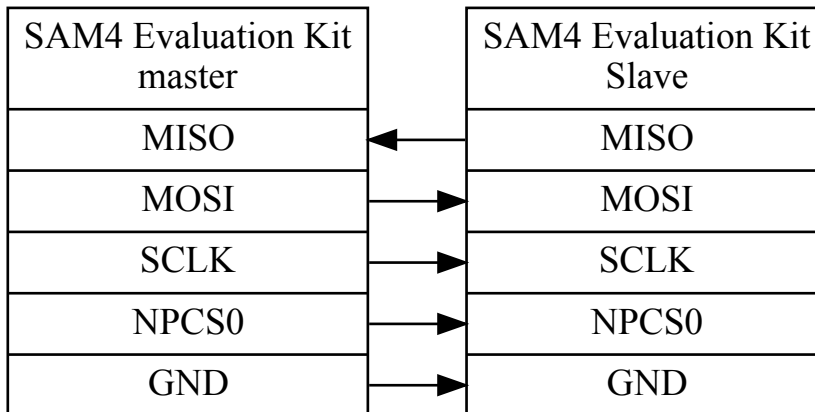 SAM4 Evaluation Kit
master
MISO
MOSI
SCLK
NPCS0
GND
SAM4 Evaluation Kit
Slave
MISO
MOSI
SCLK
NPCS0
GND